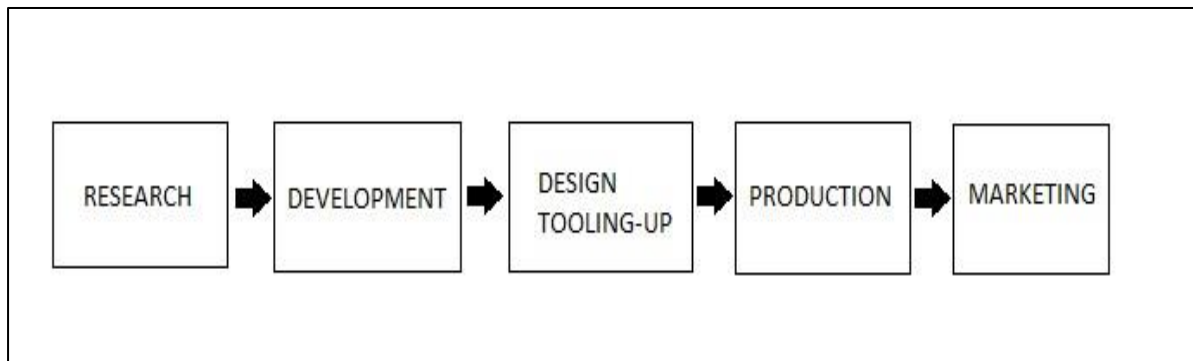 RESEARCH
DEVELOPMENT
DESIGN
TOOLING-UP
PRODUCTION
MARKETING